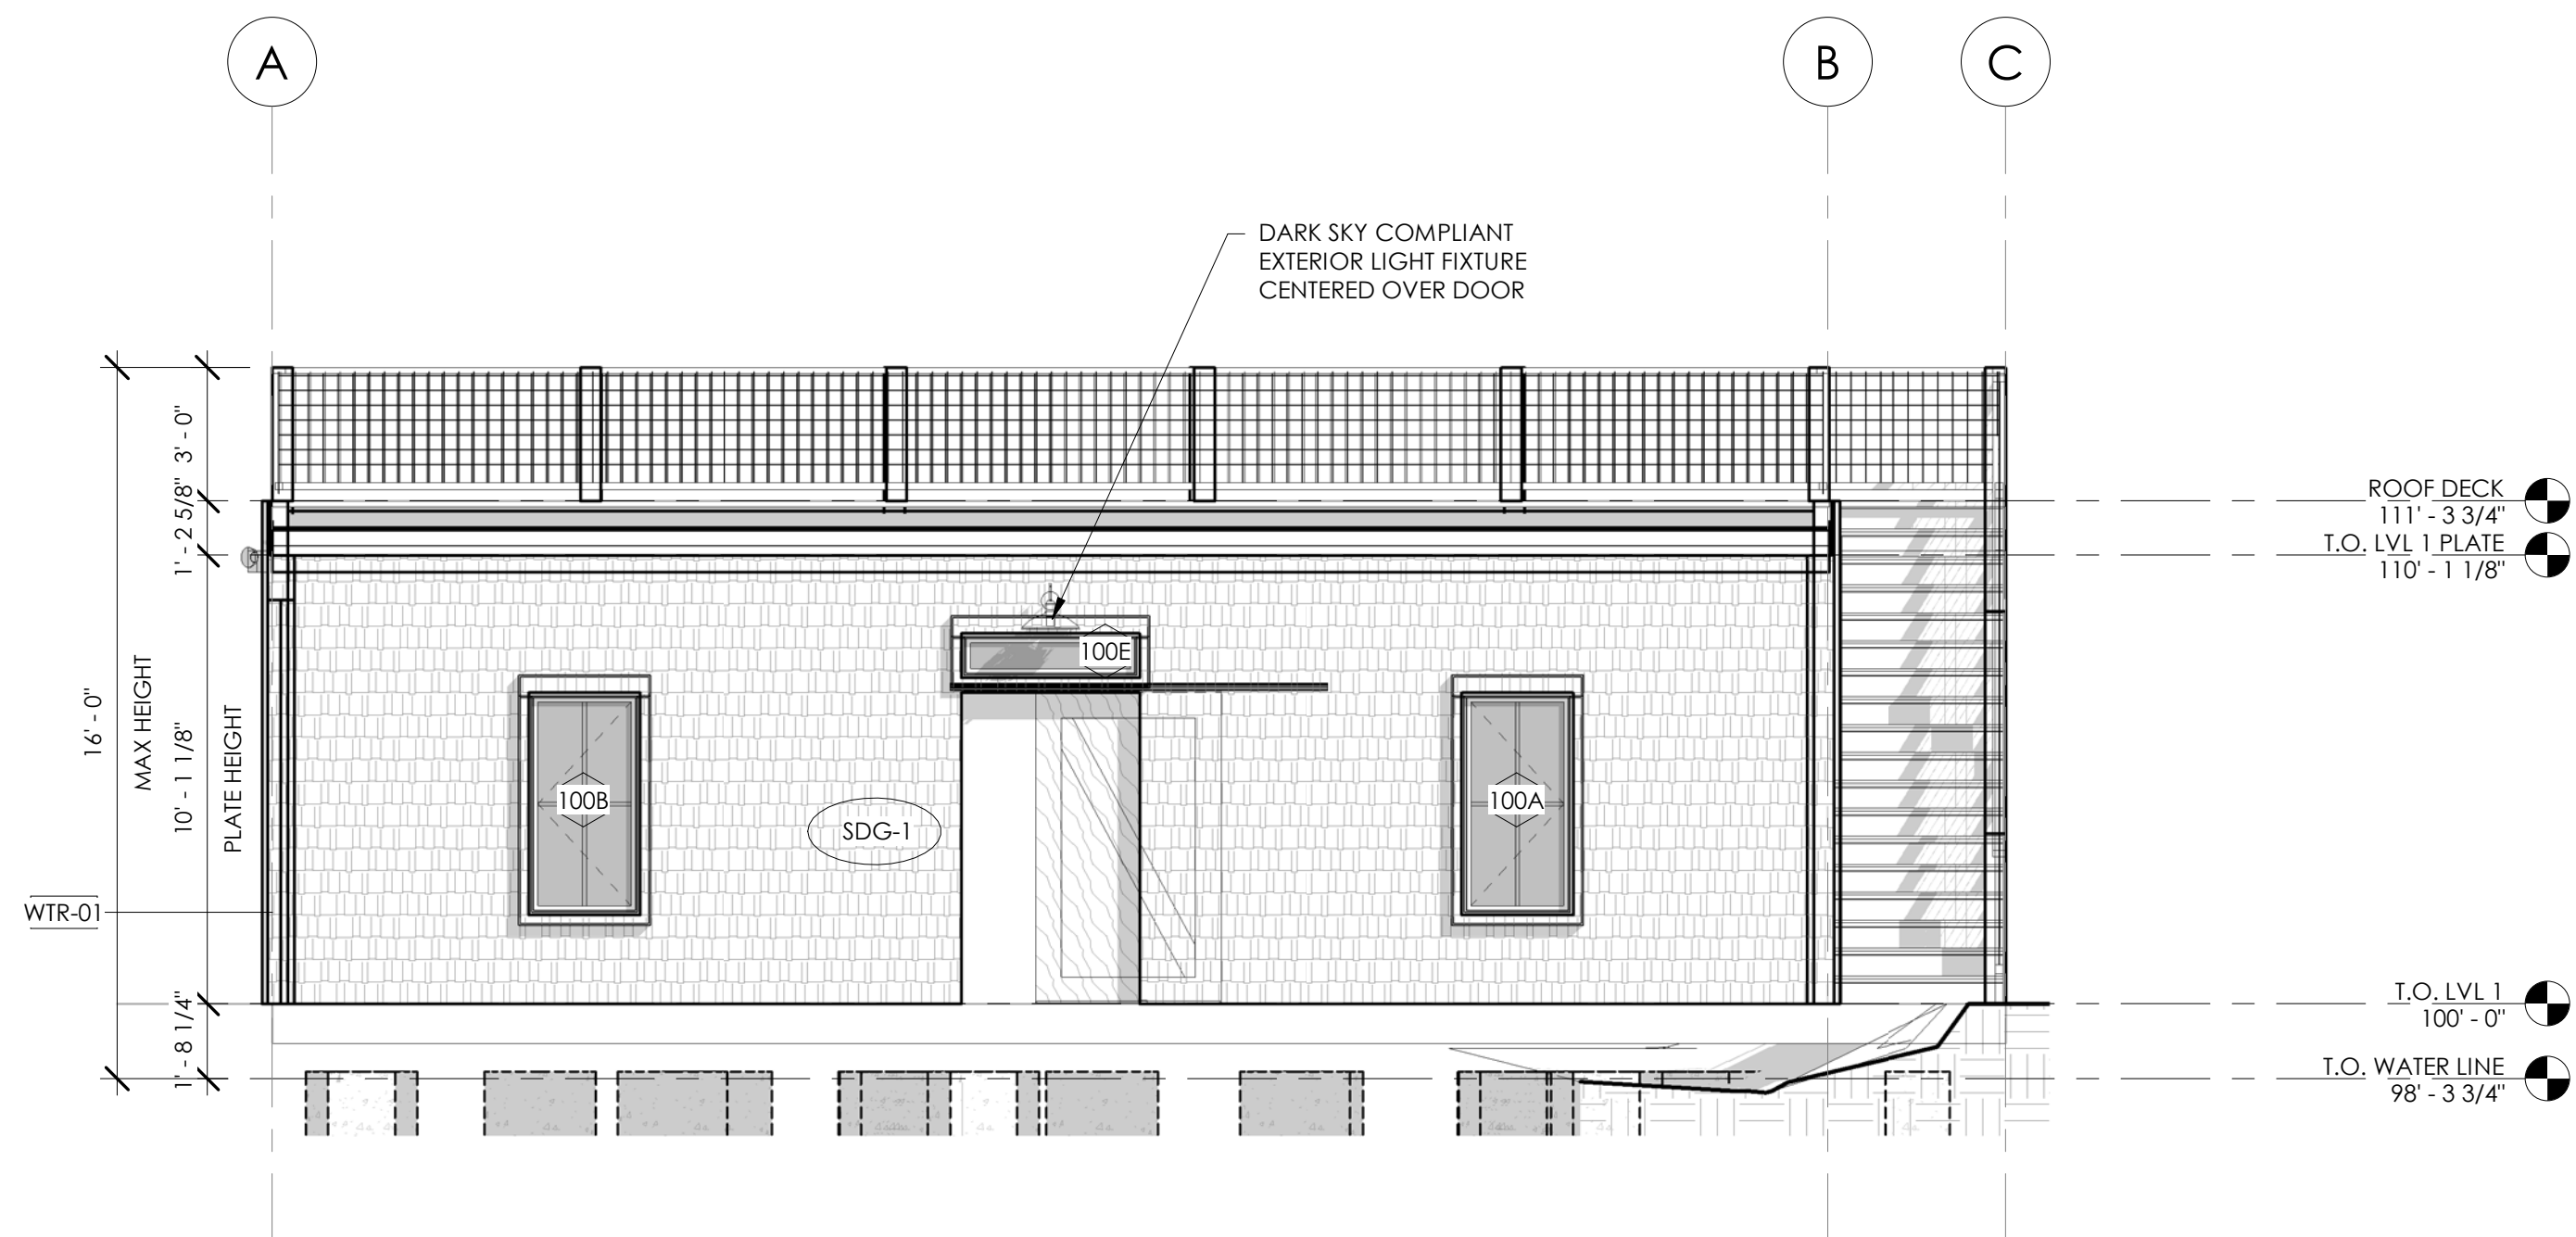 A
B
C
DARK SKY COMPLIANT
EXTERIOR LIGHT FIXTURE
CENTERED OVER DOOR
3' - 0"
1' - 2 5/8"
16' - 0"
MAX HEIGHT
10' - 1 1/8"
PLATE HEIGHT
1' - 8 1/4"
WTR-01
100B
SDG-1
100E
100A
ROOF DECK
111' - 3 3/4"
T.O. LVL 1 PLATE
110' - 1 1/8"
T.O. LVL 1
100' - 0"
T.O. WATER LINE
98' - 3 3/4"